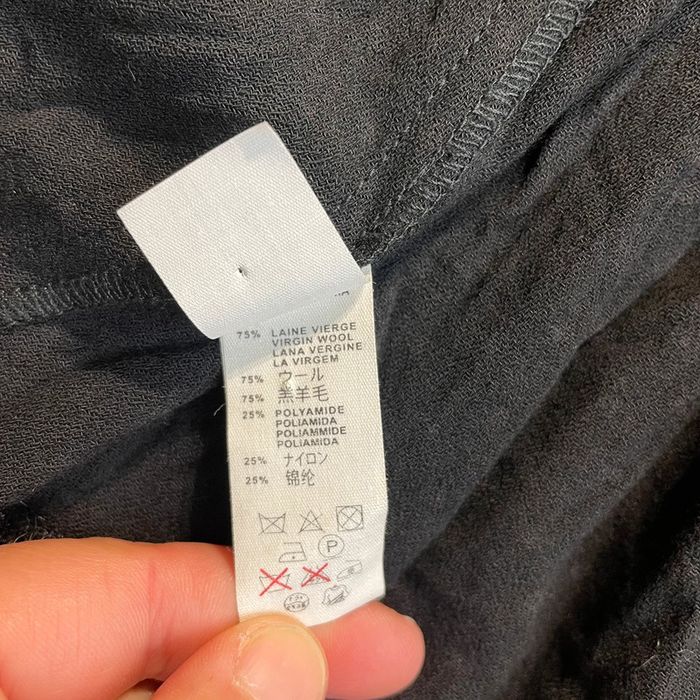 75% LAINE VIERGE
VIRGIN WOOL
LANA VERGINE
LA VIRGEM
75% ウール
75% 羔羊毛
25% POLYAMIDE
POLIAMIDA
POLIAMMIDE
POLIAMIDA
25% ナイロン
25% 锦纶
P